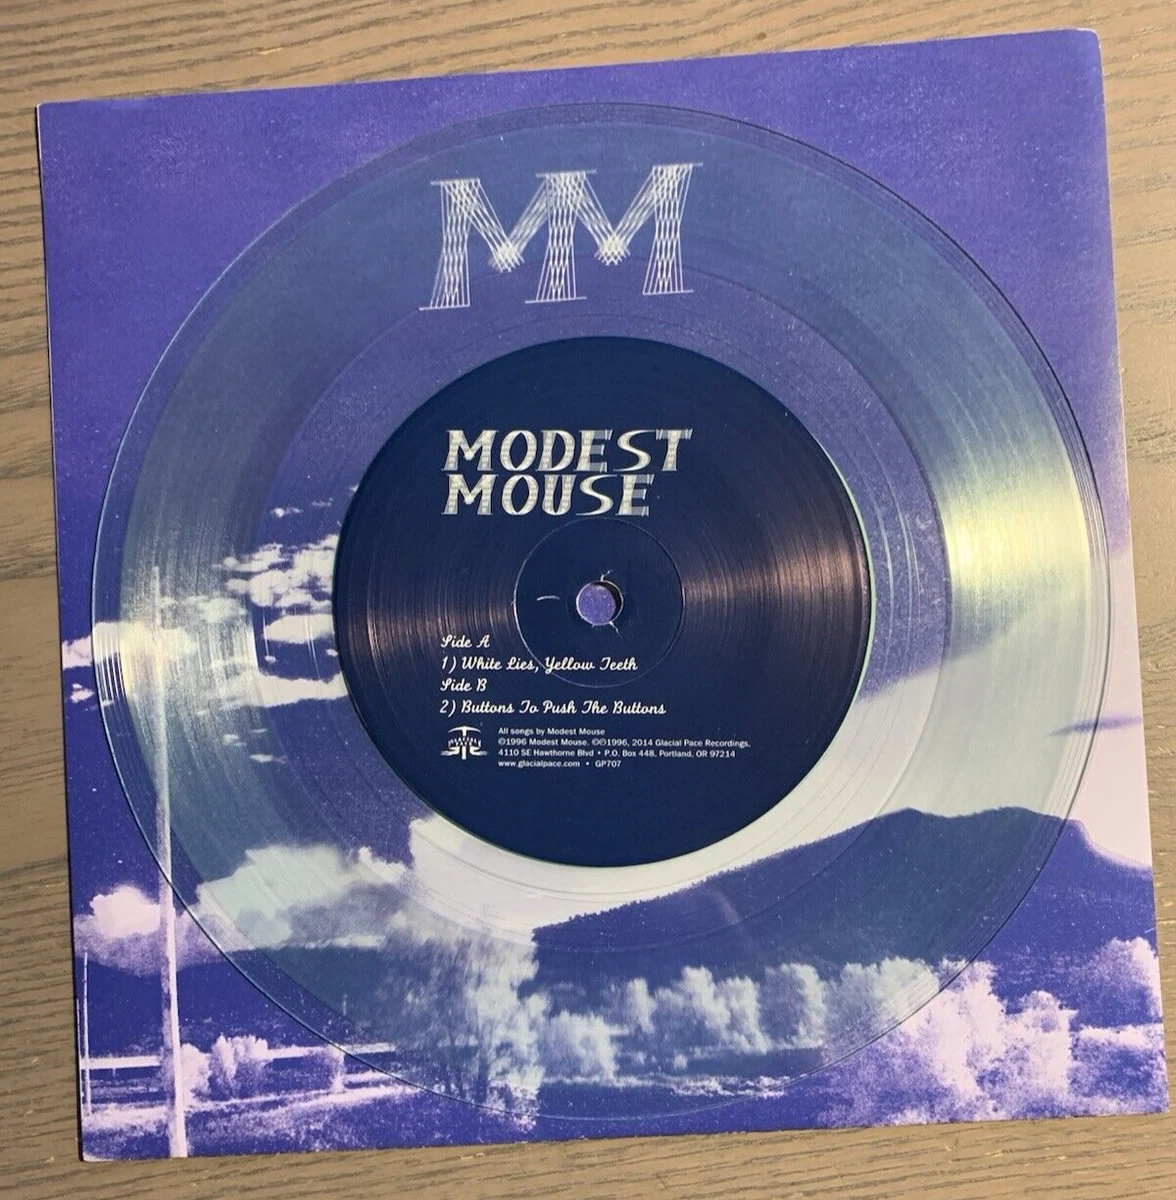 MM
MODEST
MOUSE
Side A
1) White Lies, Yellow Teeth
Side B
2) Buttons To Push The Buttons
All songs by Modest Mouse
©1996 Modest Mouse. ©℗1996, 2014 Glacial Pace Recordings,
4110 SE Hawthorne Blvd • P.O. Box 448, Portland, OR 97214
www.glacialpace.com • GP707